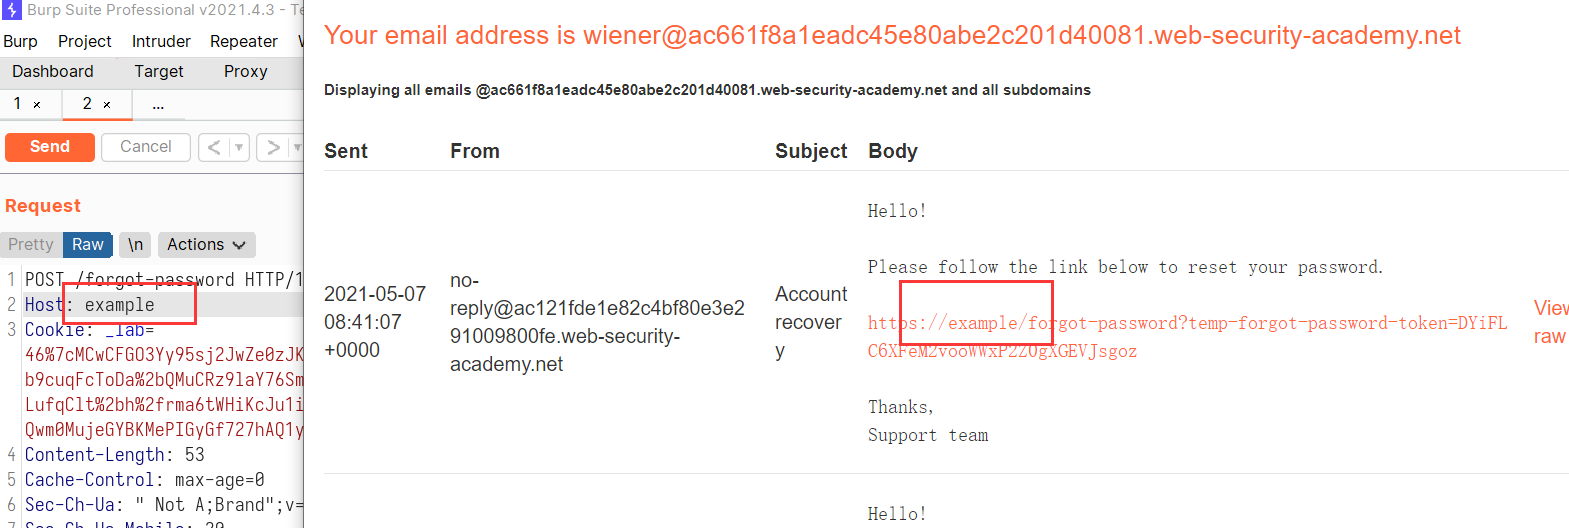 Burp Suite Professional v2021.4.3 - Te
Burp Project Intruder Repeater W
Dashboard Target Proxy
1 × 2 × ...
Send Cancel < ▼ > ▼
Request
Pretty Raw \n Actions
1 POST /forgot-password HTTP/1
2 Host: example
3 Cookie: _lab=
46%7cMCwCFGO3Yy95sj2JwZe0zJK
b9cuqFcToDa%2bQMuCRz9laY76Sm
LufqClt%2bh%2frma6tWHiKcJu1i
Qwm0MujeGYBKMePIGyGf727hAQ1y
4 Content-Length: 53
5 Cache-Control: max-age=0
6 Sec-Ch-Ua: " Not A;Brand";v=
7 Sec-Ch-Ua-Mobile: ?0
Your email address is wiener@ac661f8a1eadc45e80abe2c201d40081.web-security-academy.net
Displaying all emails @ac661f8a1eadc45e80abe2c201d40081.web-security-academy.net and all subdomains
Sent From Subject Body
2021-05-07
08:41:07
+0000
no-
reply@ac121fde1e82c4bf80e3e2
91009800fe.web-security-
academy.net
Account
recover
y
Hello!
Please follow the link below to reset your password.
https://example/forgot-password?temp-forgot-password-token=DYiFL
C6XFeM2vooWWxP2Z0gXGEVJsgoz
Thanks,
Support team
View
raw
Hello!